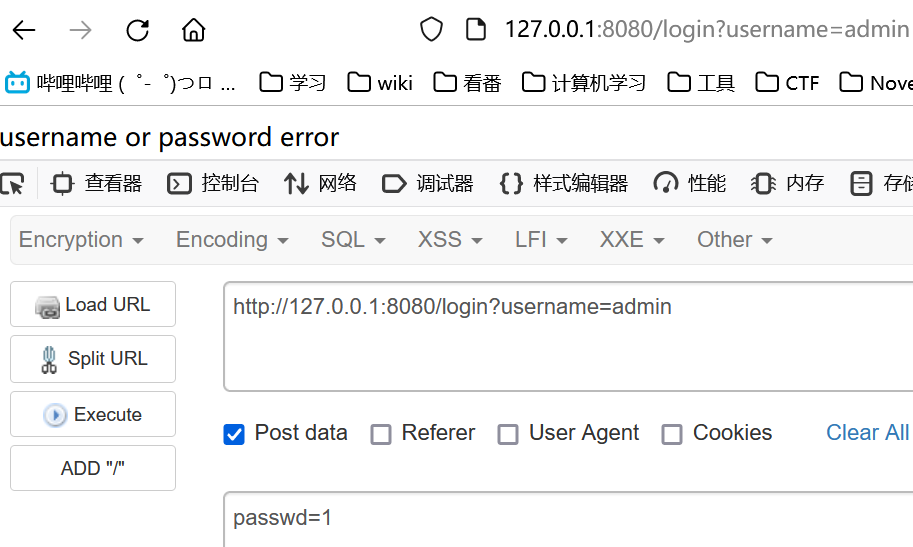 127.0.0.1:8080/login?username=admin
哔哩哔哩 ( ゜- ゜)つロ ... 学习 wiki 看番 计算机学习 工具 CTF Nove
username or password error
查看器 控制台 网络 调试器 样式编辑器 性能 内存 存储
Encryption Encoding SQL XSS LFI XXE Other
Load URL
http://127.0.0.1:8080/login?username=admin
Split URL
Execute
Post data Referer User Agent Cookies Clear All
ADD "/"
passwd=1